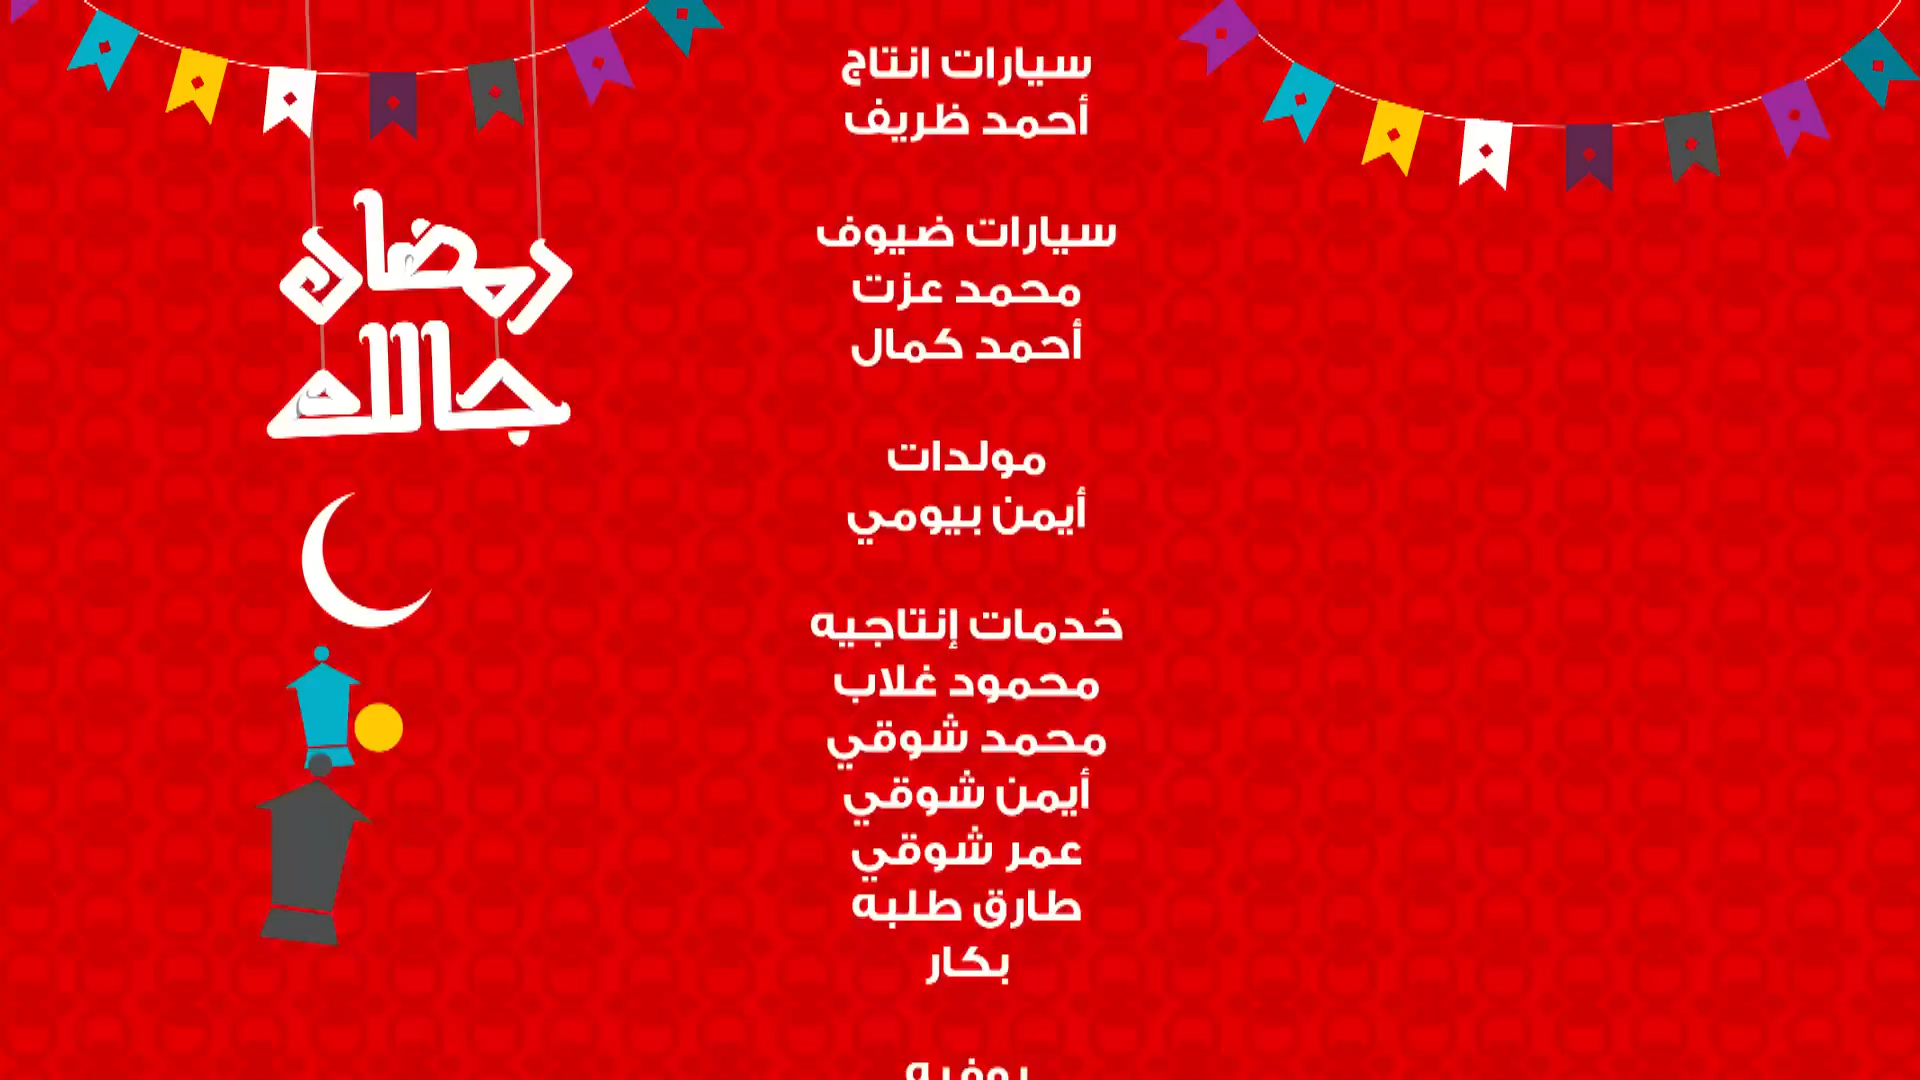 سيارات انتاج
أحمد ظريف
سيارات ضيوف
محمد عزت
أحمد كمال
مولدات
أيمن بيومي
خدمات إنتاجيه
محمود غلاب
محمد شوقي
أيمن شوقي
عمر شوقي
طارق طلبه
بكار
بوفيه
رمضان
جالك